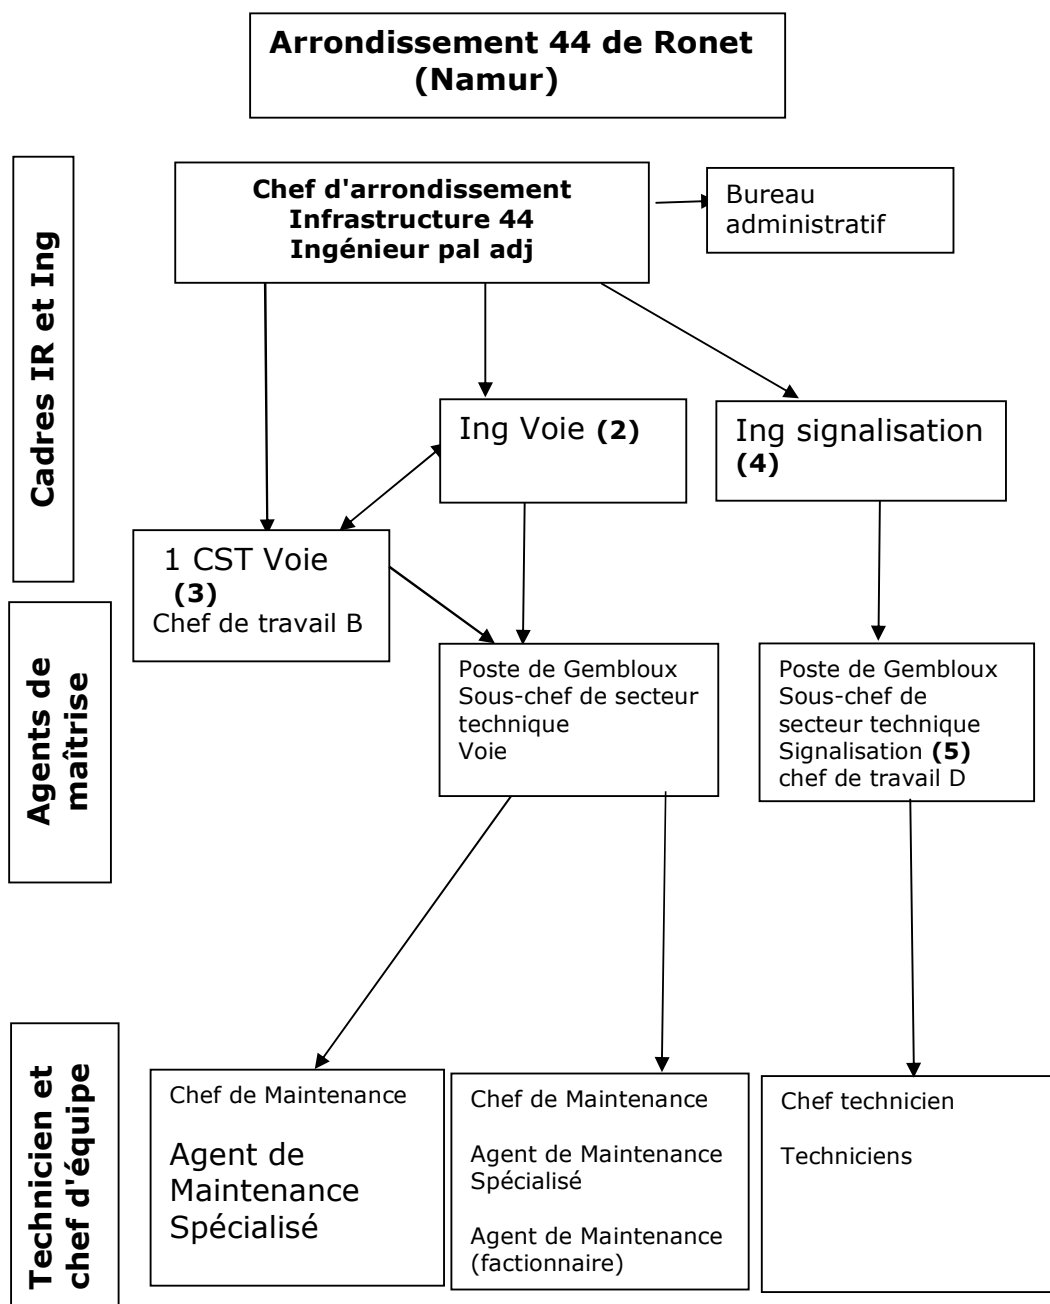 Arrondissement 44 de Ronet
(Namur)
Cadres IR et Ing
Chef d'arrondissement
Infrastructure 44
Ingénieur pal adj
Bureau
administratif
Ing Voie (2)
Ing signalisation
(4)
1 CST Voie
(3)
Chef de travail B
Agents de
maîtrise
Poste de Gembloux
Sous-chef de secteur
technique
Voie
Poste de Gembloux
Sous-chef de
secteur technique
Signalisation (5)
chef de travail D
Technicien et
chef d'équipe
Chef de Maintenance
Agent de
Maintenance
Spécialisé
Chef de Maintenance
Agent de Maintenance
Spécialisé
Agent de Maintenance
(factionnaire)
Chef technicien
Techniciens